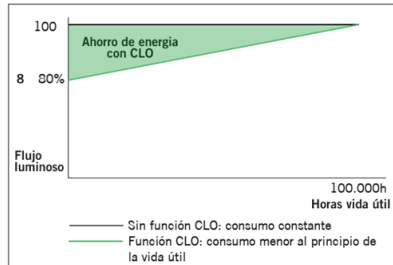 100
Ahorro de energia
con CLO
8 80%
Flujo
luminoso
100.000h
Horas vida útil
Sin función CLO: consumo constante
Función CLO: consumo menor al principio de
la vida útil